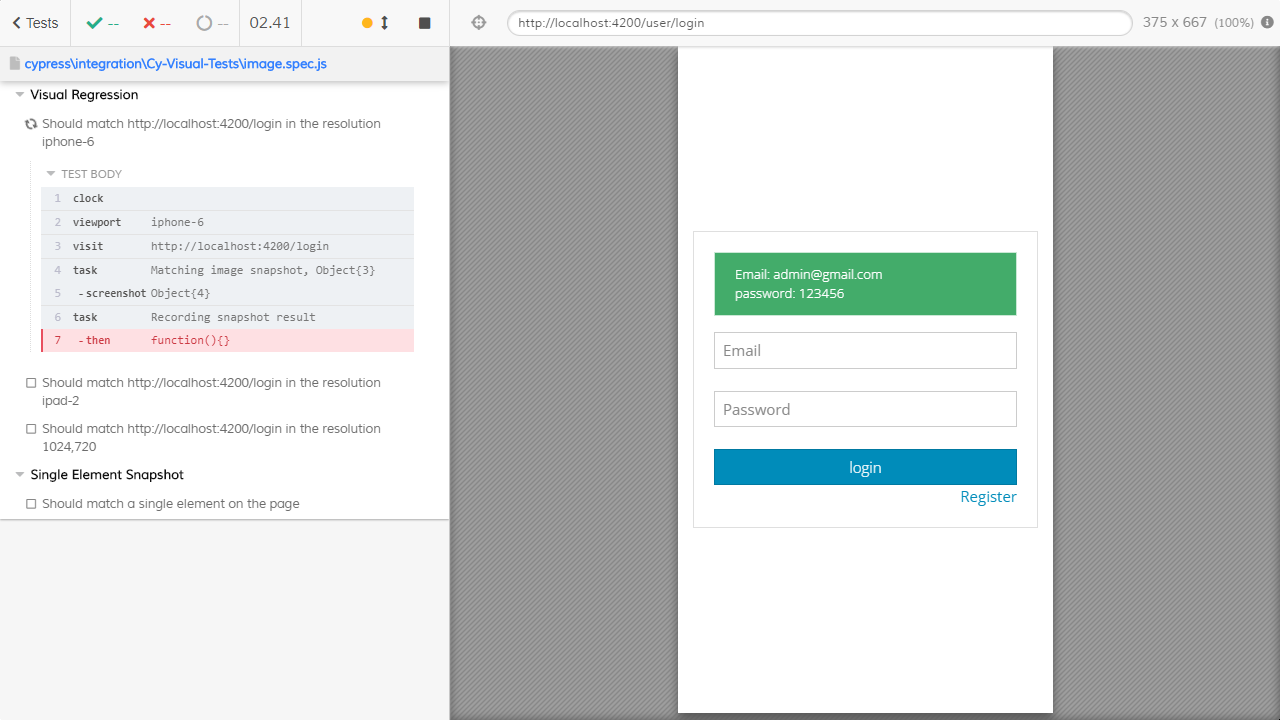 Tests -- -- -- 02.41
http://localhost:4200/user/login 375 x 667 (100%)
cypress\integration\Cy-Visual-Tests\image.spec.js
Visual Regression
Should match http://localhost:4200/login in the resolution
iphone-6
TEST BODY
1 clock
2 viewport iphone-6
3 visit http://localhost:4200/login
4 task Matching image snapshot, Object{3}
5 -screenshot Object{4}
6 task Recording snapshot result
7 -then function(){}
Should match http://localhost:4200/login in the resolution
ipad-2
Should match http://localhost:4200/login in the resolution
1024,720
Single Element Snapshot
Should match a single element on the page
Email: admin@gmail.com
password: 123456
Email
Password
login
Register